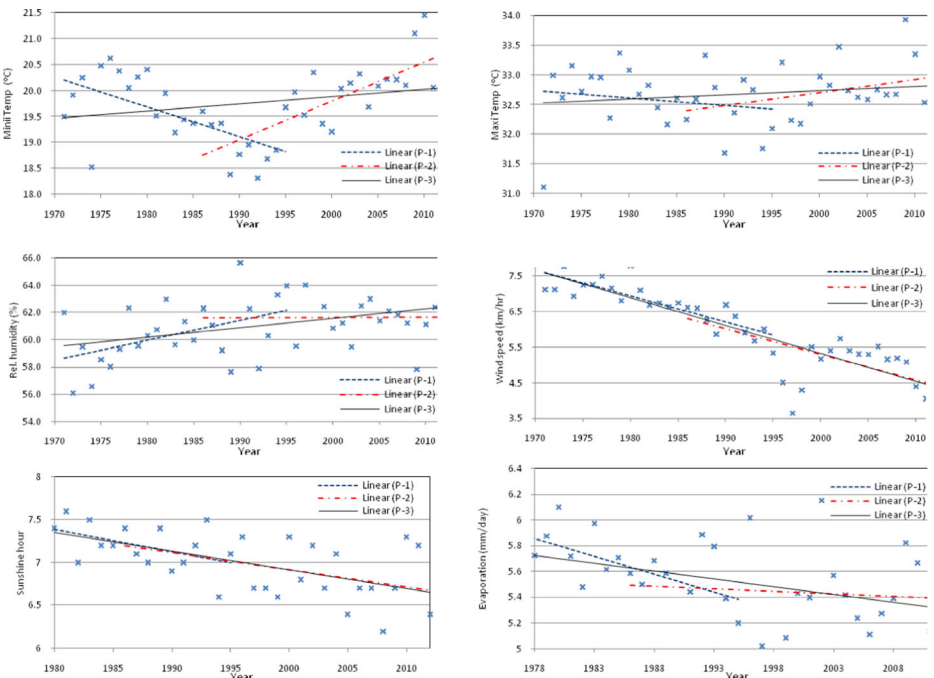 21.5
21.0
20.5
20.0
19.5
19.0
18.5
18.0
Mini Temp (°C)
Linear (P-1)
Linear (P-2)
Linear (P-3)
1970 1975 1980 1985 1990 1995 2000 2005 2010
Year
34.0
33.5
33.0
32.5
32.0
31.5
31.0
Maxi Temp (°C)
Linear (P-1)
Linear (P-2)
Linear (P-3)
1970 1975 1980 1985 1990 1995 2000 2005 2010
Year
66.0
64.0
62.0
60.0
58.0
56.0
54.0
Rel. humidity (%)
Linear (P-1)
Linear (P-2)
Linear (P-3)
1970 1975 1980 1985 1990 1995 2000 2005 2010
Year
7.5
6.5
5.5
4.5
3.5
Wind speed (km/hr)
Linear (P-1)
Linear (P-2)
Linear (P-3)
1970 1975 1980 1985 1990 1995 2000 2005 2010
Year
8
7.5
7
6.5
6
Sunshine hour
Linear (P-1)
Linear (P-2)
Linear (P-3)
1980 1985 1990 1995 2000 2005 2010
Year
6.4
6.2
6
5.8
5.6
5.4
5.2
5
Evaporation (mm/day)
Linear (P-1)
Linear (P-2)
Linear (P-3)
1978 1983 1988 1993 1998 2003 2008
Year